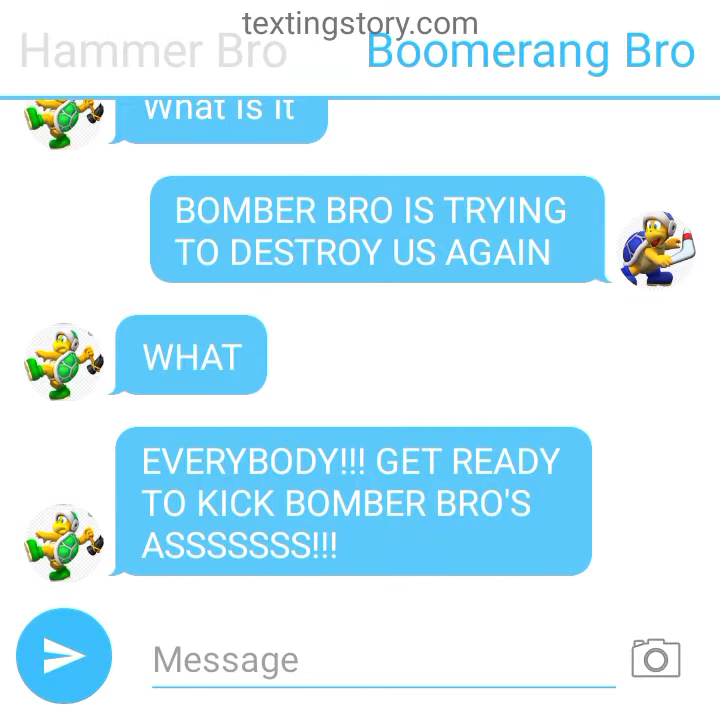 textingstory.com
Hammer Bro Boomerang Bro
What is it
BOMBER BRO IS TRYING
TO DESTROY US AGAIN
WHAT
EVERYBODY!!! GET READY
TO KICK BOMBER BRO'S
ASSSSSSS!!!
Message